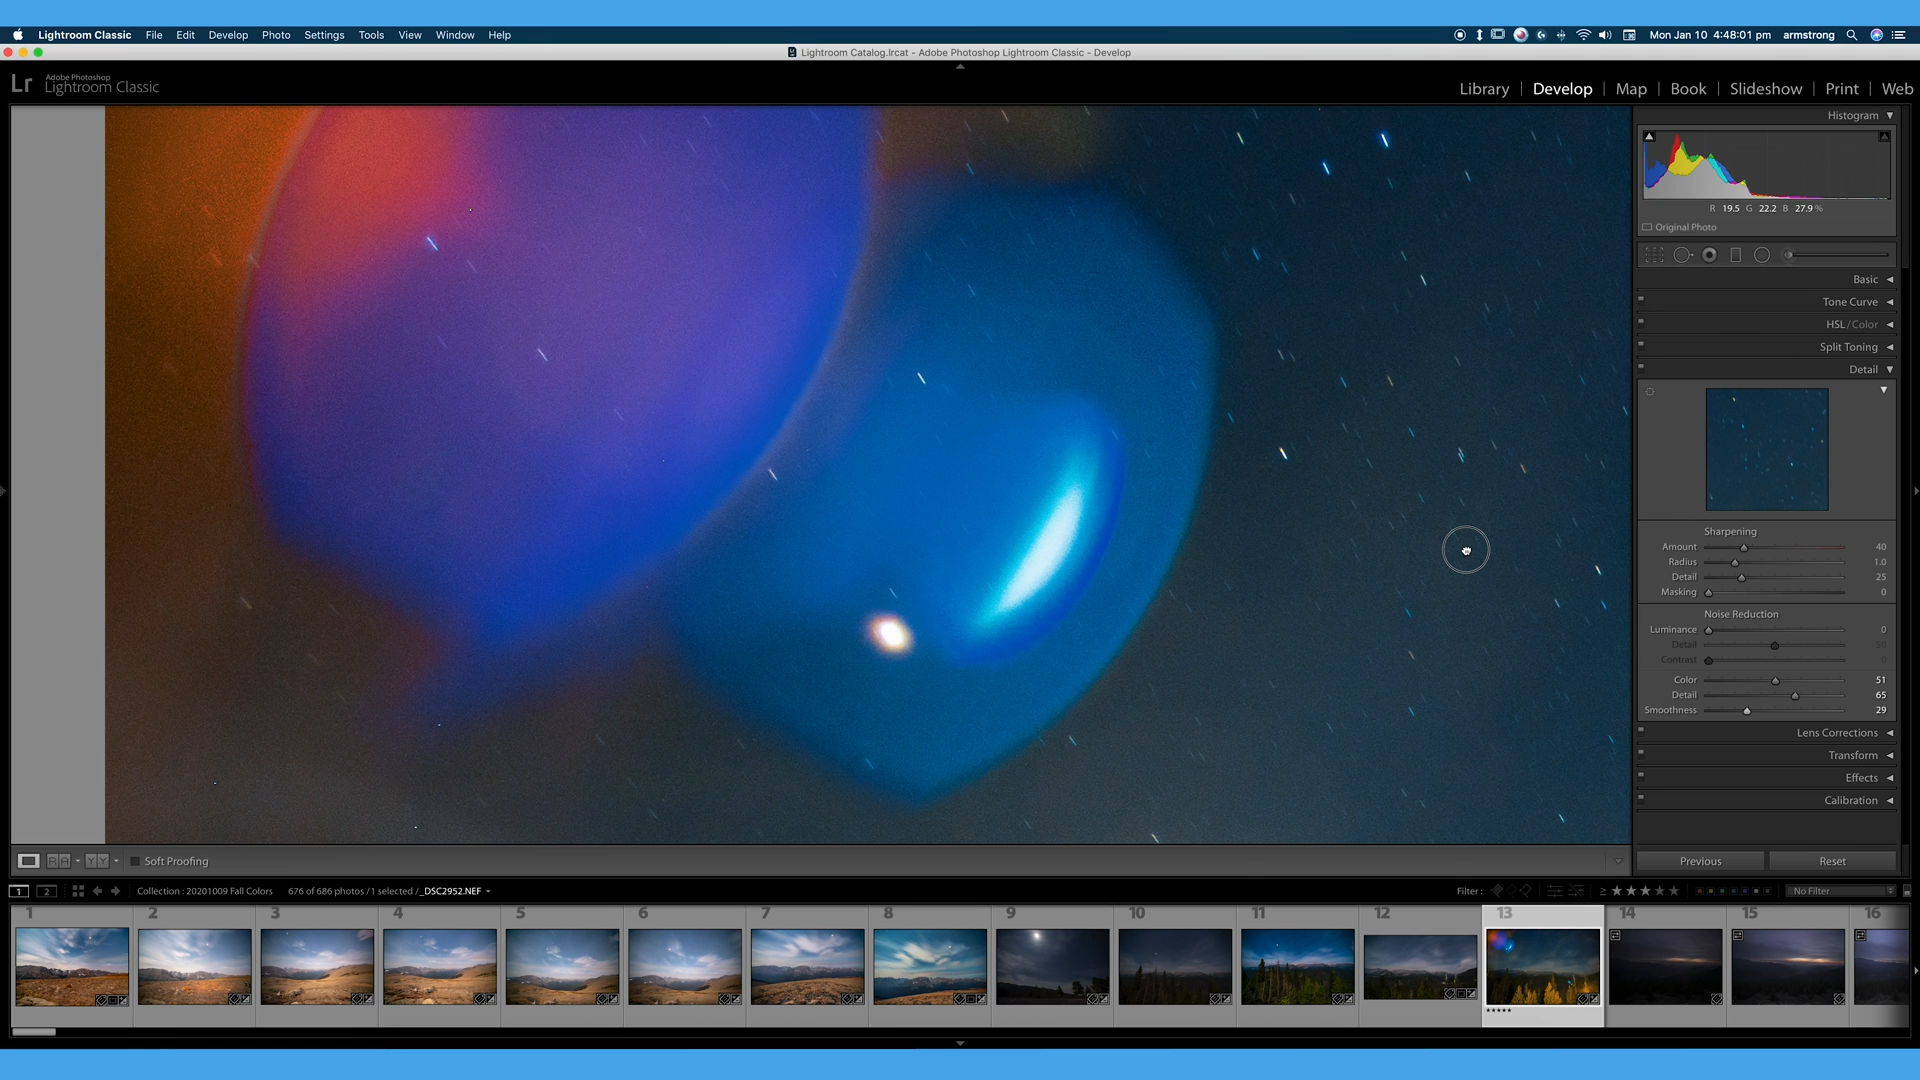 Lightroom Classic File Edit Develop Photo Settings Tools View Window Help Mon Jan 10 4:48:01 pm armstrong
Lightroom Catalog.lrcat - Adobe Photoshop Lightroom Classic - Develop
Lr Adobe Photoshop
Lightroom Classic
Library | Develop | Map | Book | Slideshow | Print | Web
Histogram
R 19.5 G 22.2 B 27.9 %
Original Photo
Basic
Tone Curve
HSL / Color
Split Toning
Detail
Sharpening
Amount 40
Radius 1.0
Detail 25
Masking 0
Noise Reduction
Luminance 0
Detail 50
Contrast 0
Color 51
Detail 65
Smoothness 29
Lens Corrections
Transform
Effects
Calibration
Soft Proofing
Previous Reset
1 2 Collection : 20201009 Fall Colors 676 of 686 photos / 1 selected / _DSC2952.NEF Filter : No Filter
1 2 3 4 5 6 7 8 9 10 11 12 13 14 15 16